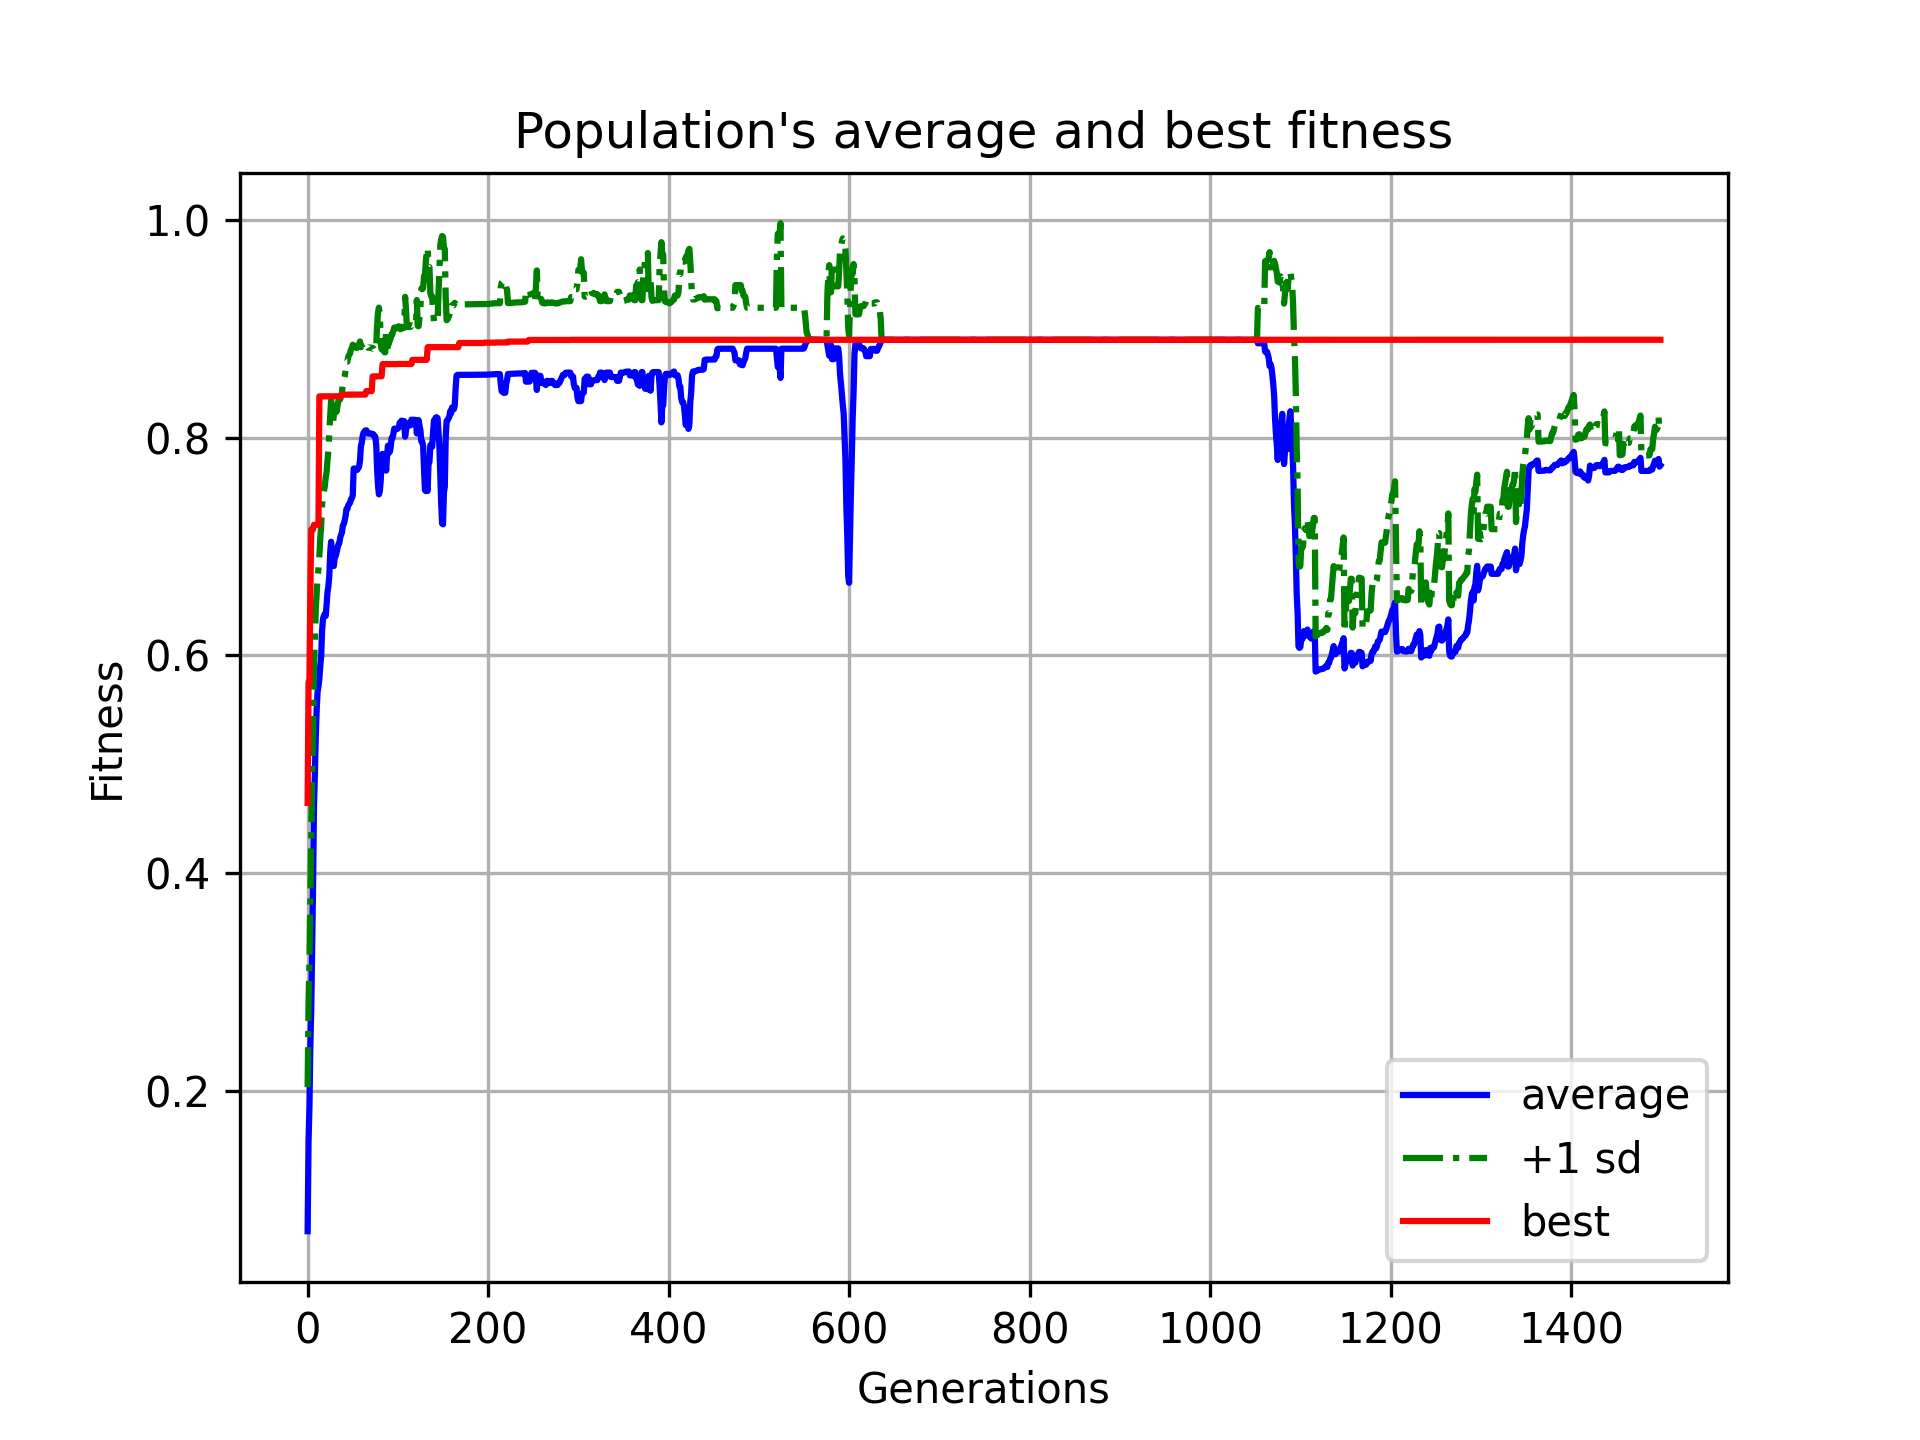 Population's average and best fitness
1.0
0.8
0.6
0.4
0.2
Fitness
0 200 400 600 800 1000 1200 1400
Generations
average
+1 sd
best